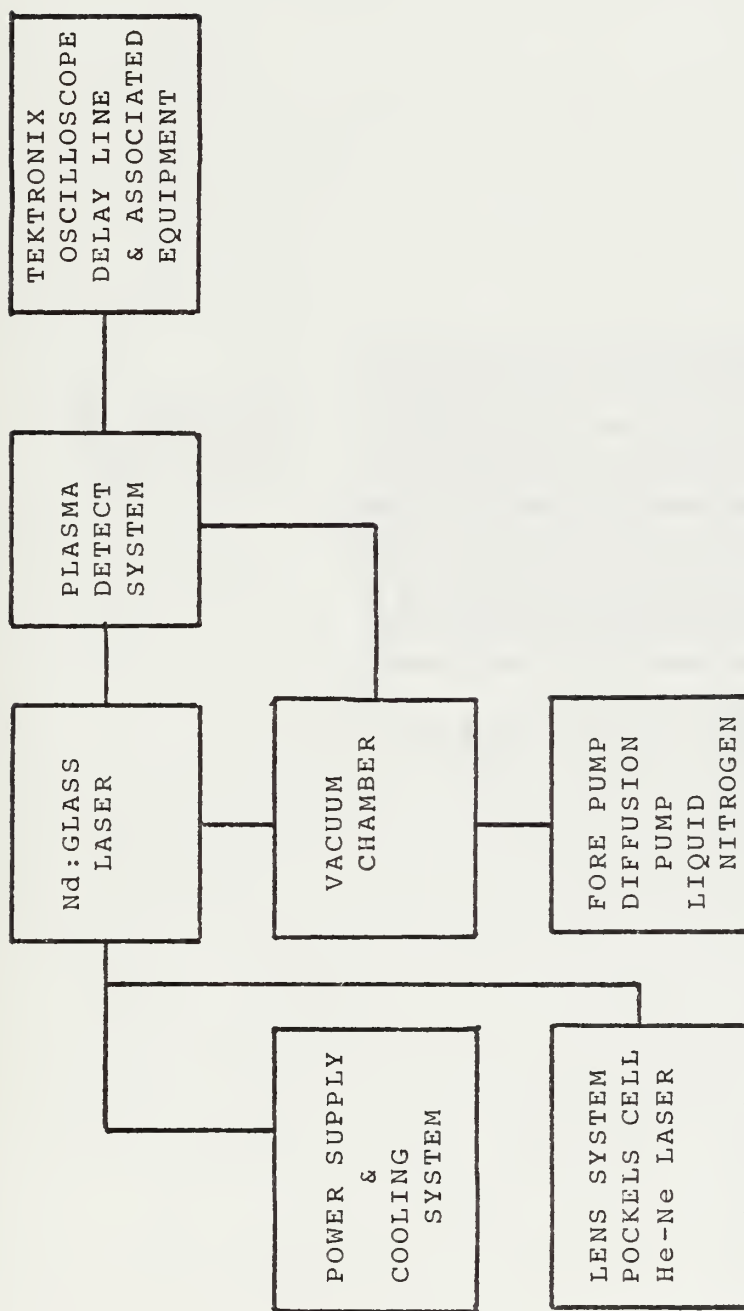 Nd:GLASS
LASER
PLASMA
DETECT
SYSTEM
TEKTRONIX
OSCILLOSCOPE
DELAY LINE
& ASSOCIATED
EQUIPMENT
POWER SUPPLY
&
COOLING
SYSTEM
VACUUM
CHAMBER
LENS SYSTEM
POCKELS CELL
He-Ne LASER
FORE PUMP
DIFFUSION
PUMP
LIQUID
NITROGEN